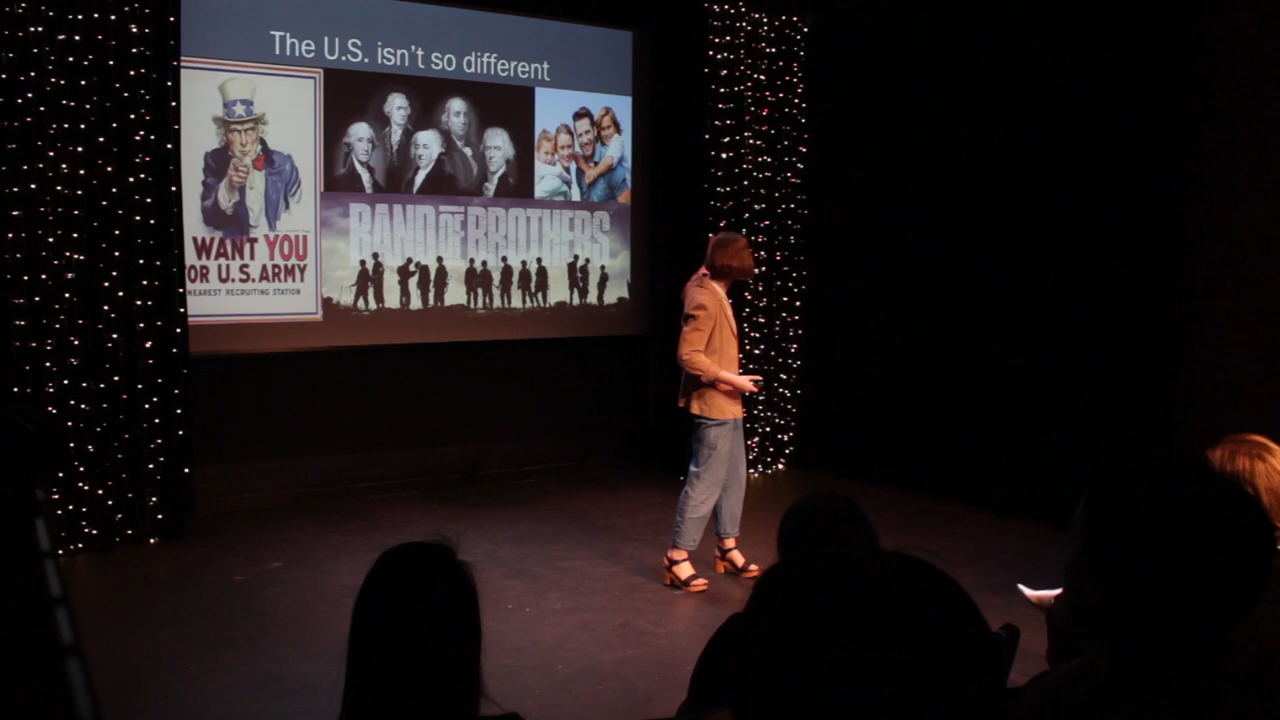 The U.S. isn't so different
WANT YOU
OR U.S. ARMY
NEAREST RECRUITING STATION
BAND OF BROTHERS